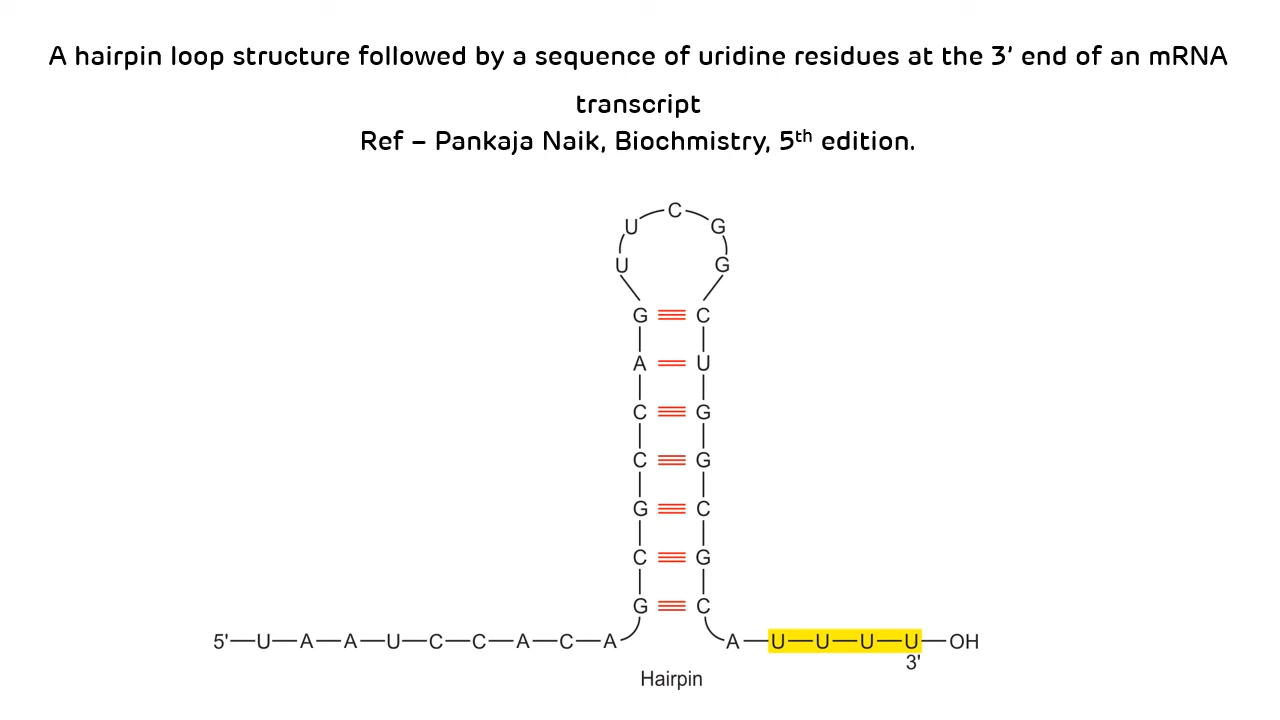 A hairpin loop structure followed by a sequence of uridine residues at the 3’ end of an mRNA
transcript
Ref – Pankaja Naik, Biochmistry, 5th edition.
C
U G
U G
G C
A U
C G
C G
G C
C G
G C
5' U A A U C C A C A A U U U U OH
3'
Hairpin